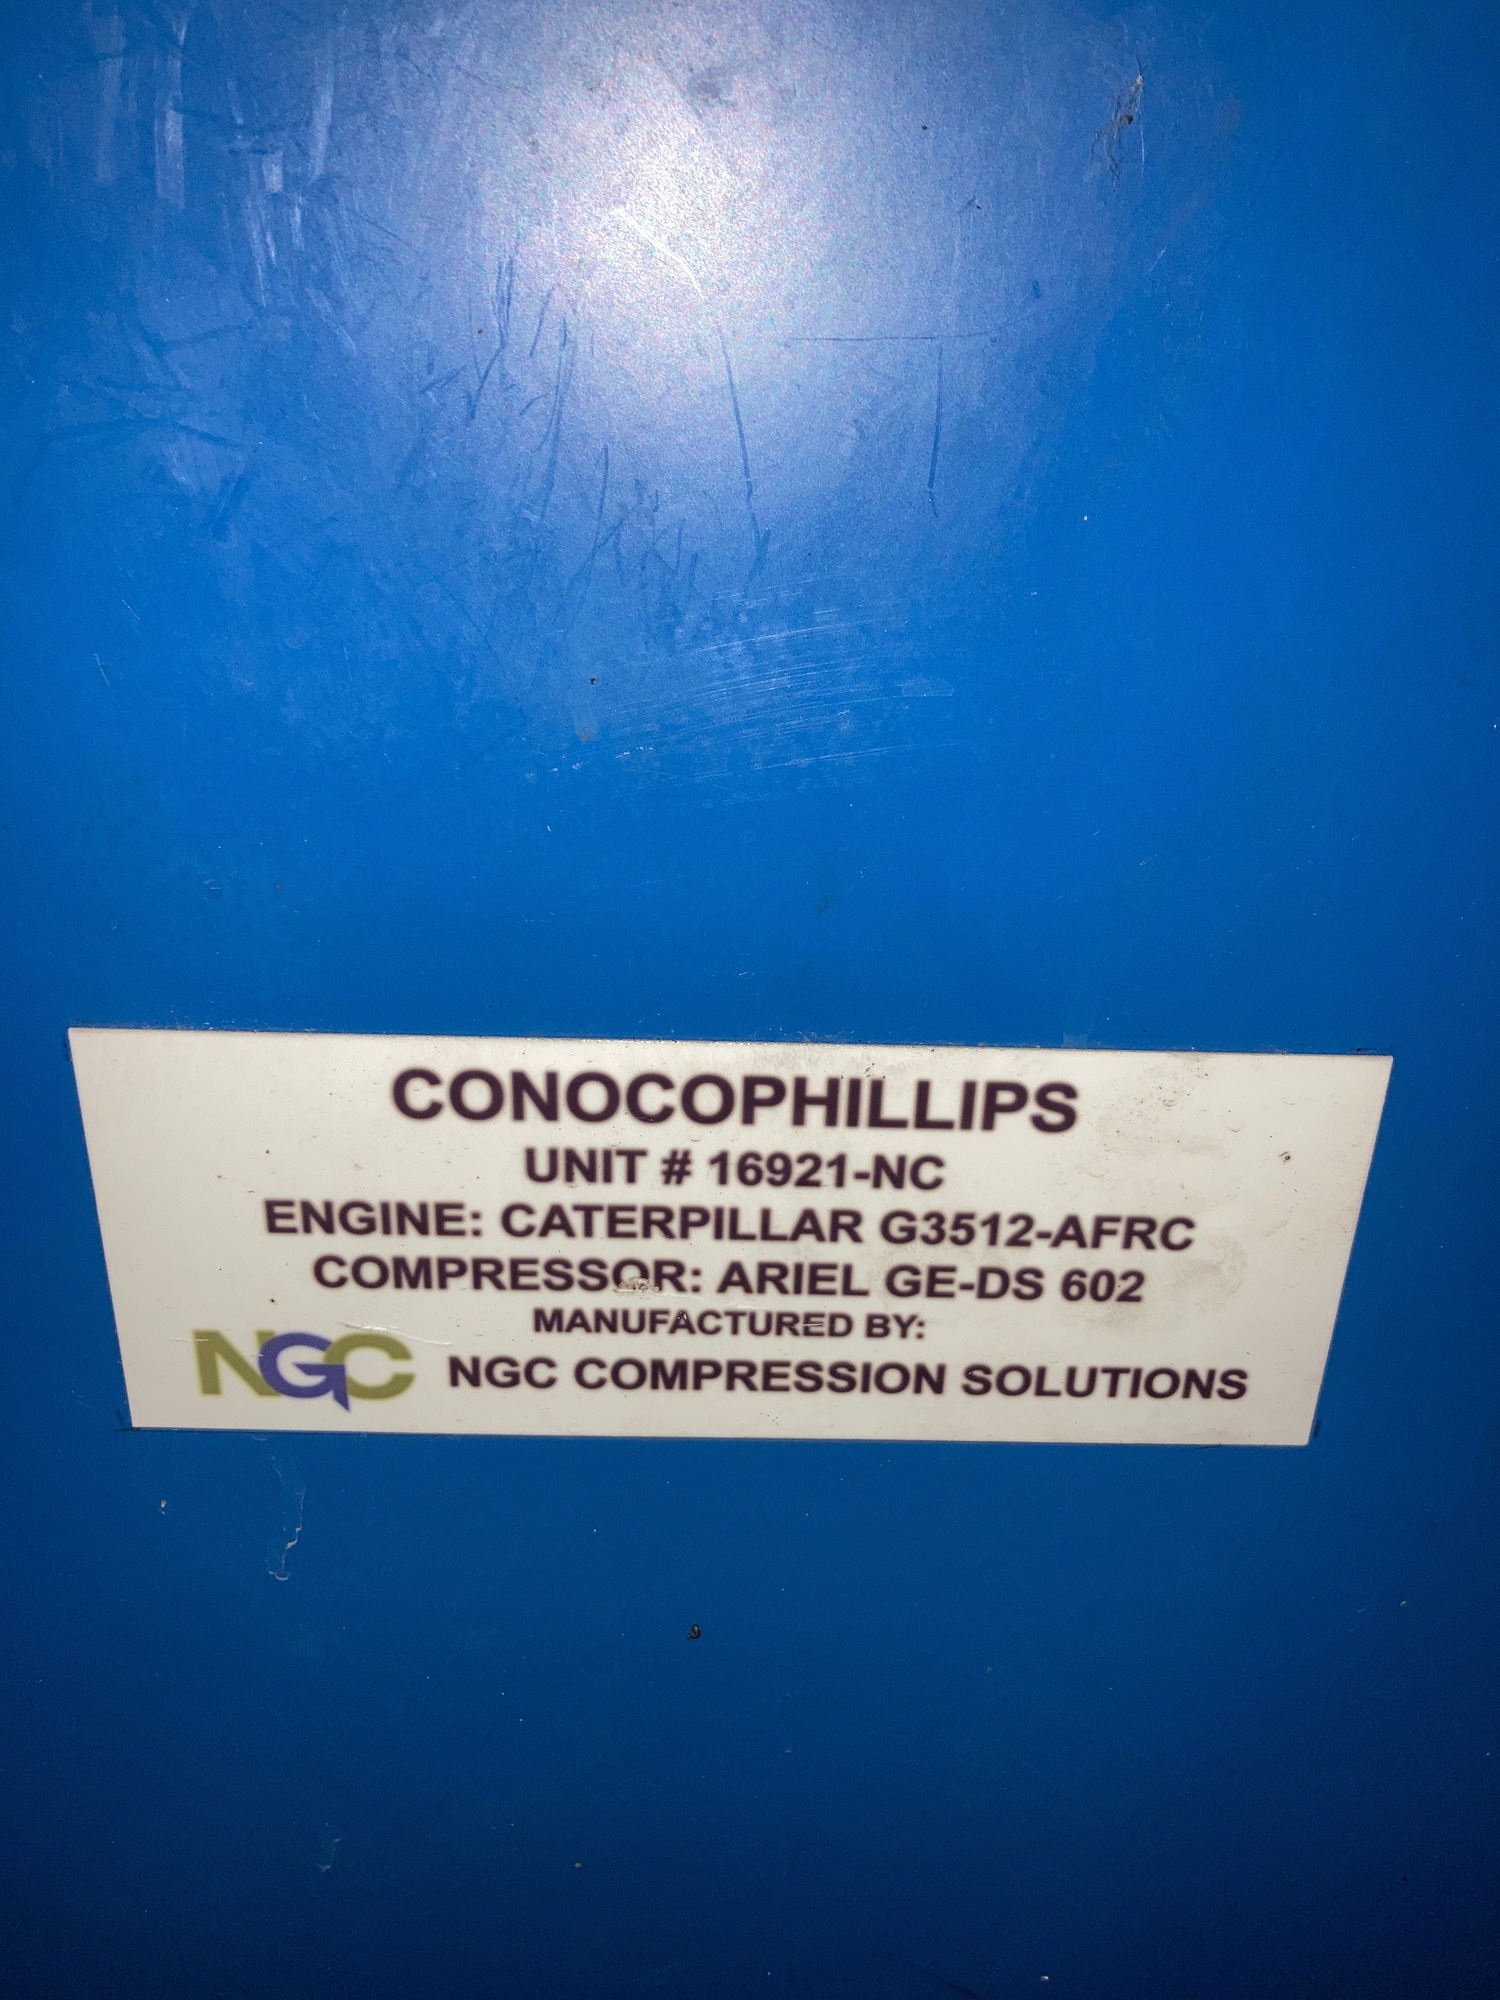 CONOCOPHILLIPS
UNIT # 16921-NC
ENGINE: CATERPILLAR G3512-AFRC
COMPRESSOR: ARIEL GE-DS 602
MANUFACTURED BY:
NGC NGC COMPRESSION SOLUTIONS